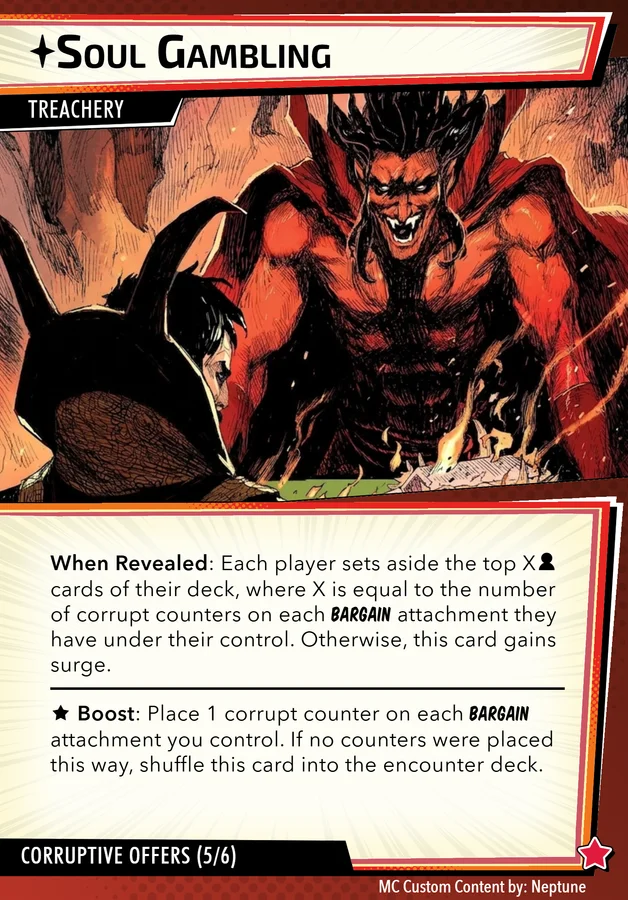 Soul Gambling
TREACHERY
When Revealed: Each player sets aside the top X
cards of their deck, where X is equal to the number
of corrupt counters on each BARGAIN attachment they
have under their control. Otherwise, this card gains
surge.
Boost: Place 1 corrupt counter on each BARGAIN
attachment you control. If no counters were placed
this way, shuffle this card into the encounter deck.
CORRUPTIVE OFFERS (5/6)
MC Custom Content by: Neptune